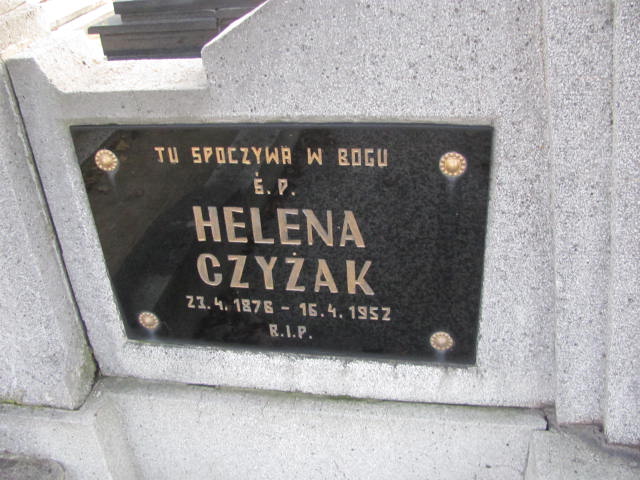 TU SPOCZYWA W BOGU
Ś.P.
HELENA
CZYŻAK
23.4.1876 - 16.4.1952
R.I.P.